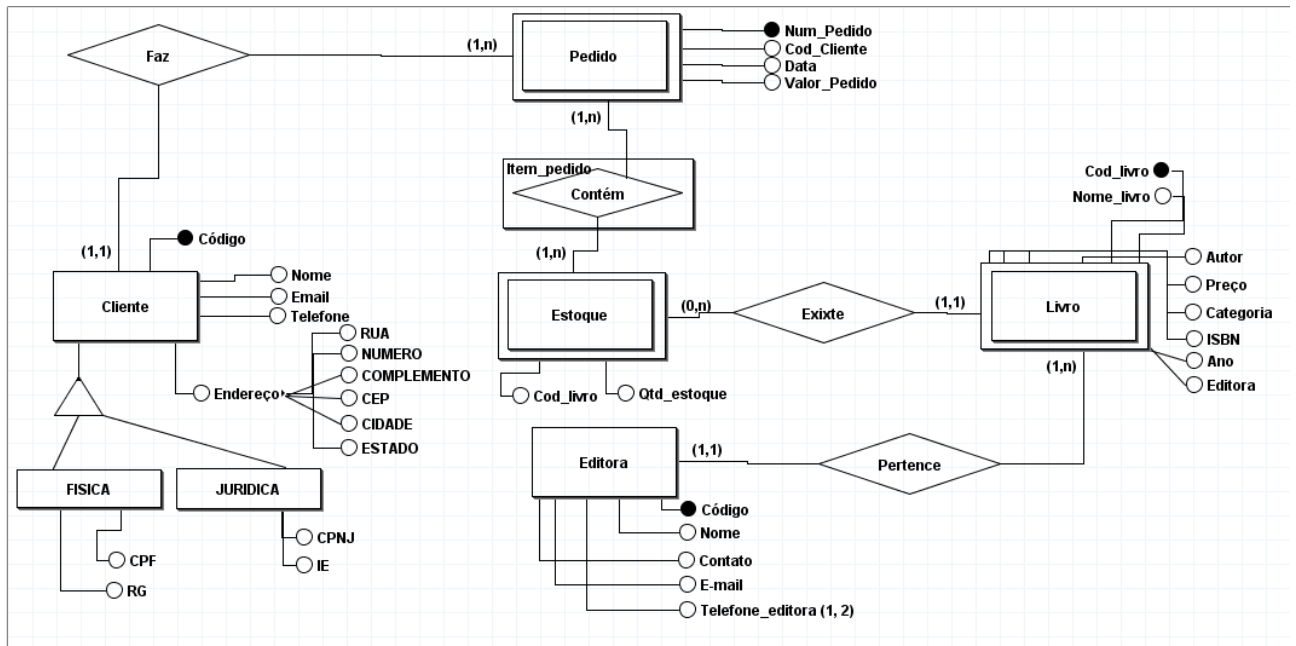 Faz
(1,n)
Pedido
Num_Pedido
Cod_Cliente
Data
Valor_Pedido
(1,n)
Item_pedido
Contém
(1,n)
Cod_livro
Nome_livro
(1,1)
Código
Cliente
Nome
Email
Telefone
Endereço
RUA
NUMERO
COMPLEMENTO
CEP
CIDADE
ESTADO
Estoque
(0,n)
Exixte
(1,1)
Livro
Autor
Preço
Categoria
ISBN
Ano
Editora
(1,n)
Cod_livro
Qtd_estoque
Editora
(1,1)
Pertence
Código
Nome
Contato
E-mail
Telefone_editora (1, 2)
FISICA
JURIDICA
CPF
RG
CPNJ
IE